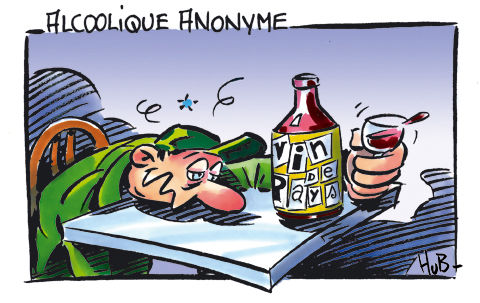 ALCOOLIQUE ANONYME
vin
DE
Pays
HuB